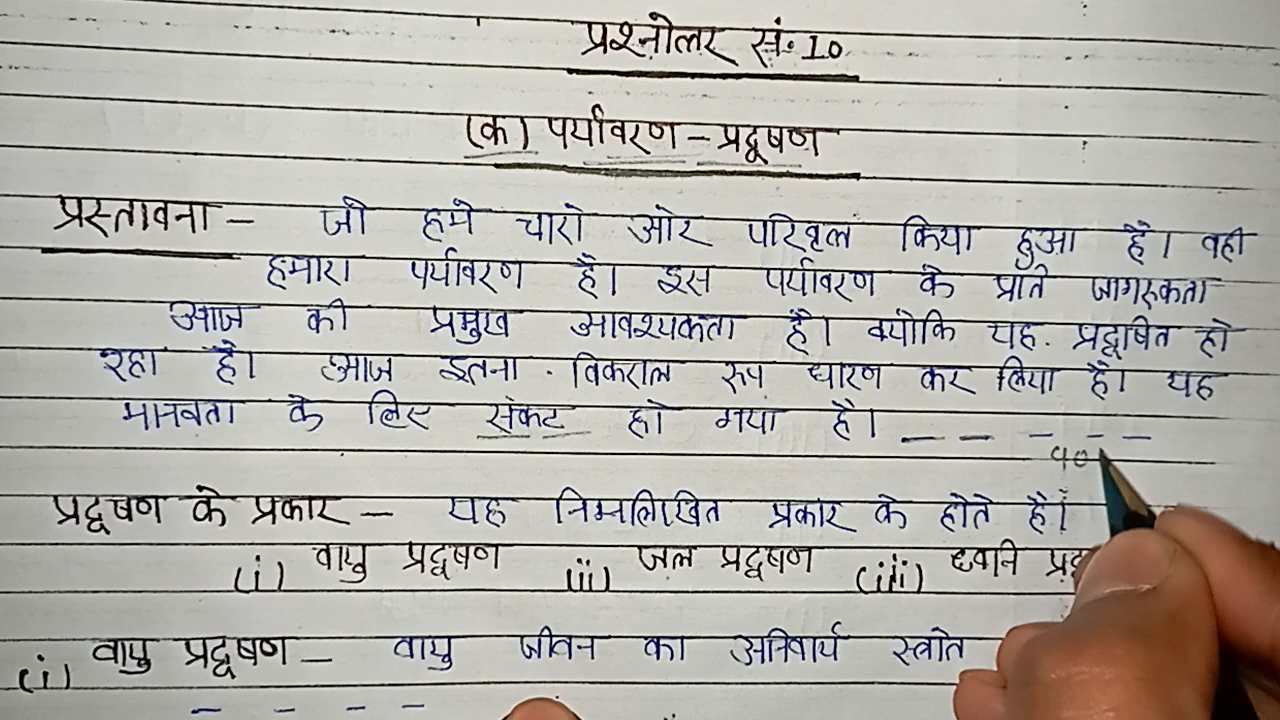 प्रश्नोत्तर सं. 10
(क) पर्यावरण - प्रदूषण
प्रस्तावना - जो हमे चारो ओर परिवृत किया हुआ है। वही
हमारा पर्यावरण है। इस पर्यावरण के प्रति जागरुकता
आज की प्रमुख आवश्यकता है। क्योकि यह प्रदूषित हो
रहा है। आज इतना विकराल रूप धारण कर लिया है। यह
मानवता के लिए संकट हो गया है। — — — — —
प्रदूषण के प्रकार - यह निम्नलिखित प्रकार के होते है।
(i) वायु प्रदूषण (ii) जल प्रदूषण (iii) ध्वनि
(i) वायु प्रदूषण - वायु जीवन का अनिवार्य स्त्रोत
— — — —